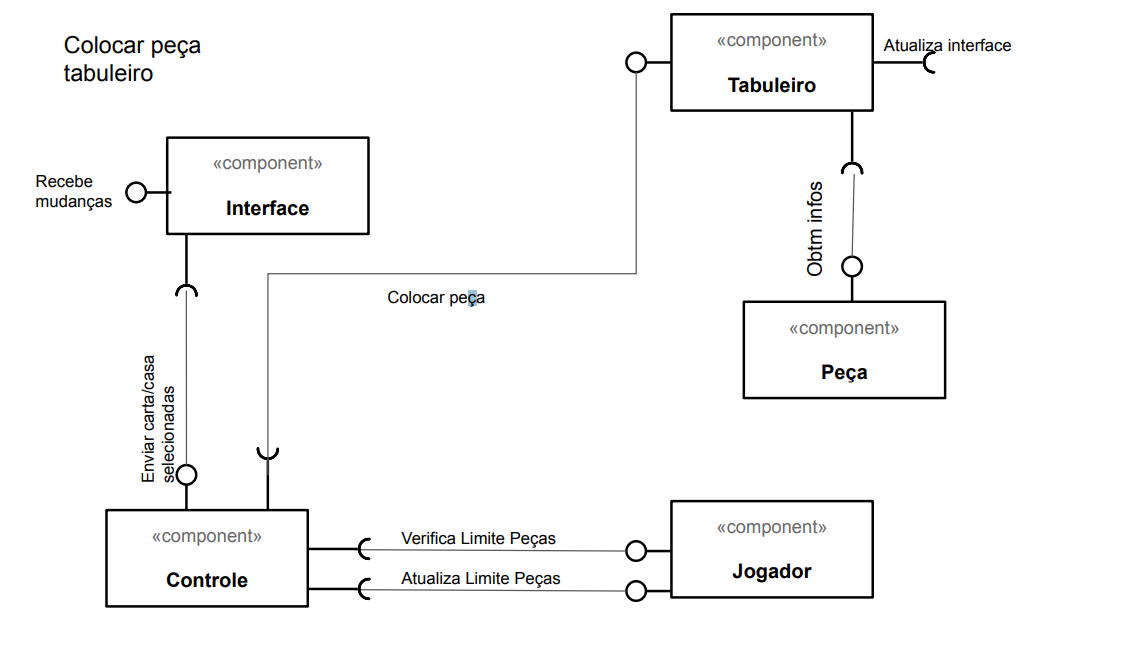 Colocar peça
tabuleiro
«component»
Tabuleiro
Atualiza interface
«component»
Interface
Recebe
mudanças
Obtm infos
Colocar peça
«component»
Peça
Enviar carta/casa
selecionadas
«component»
Controle
Verifica Limite Peças
Atualiza Limite Peças
«component»
Jogador